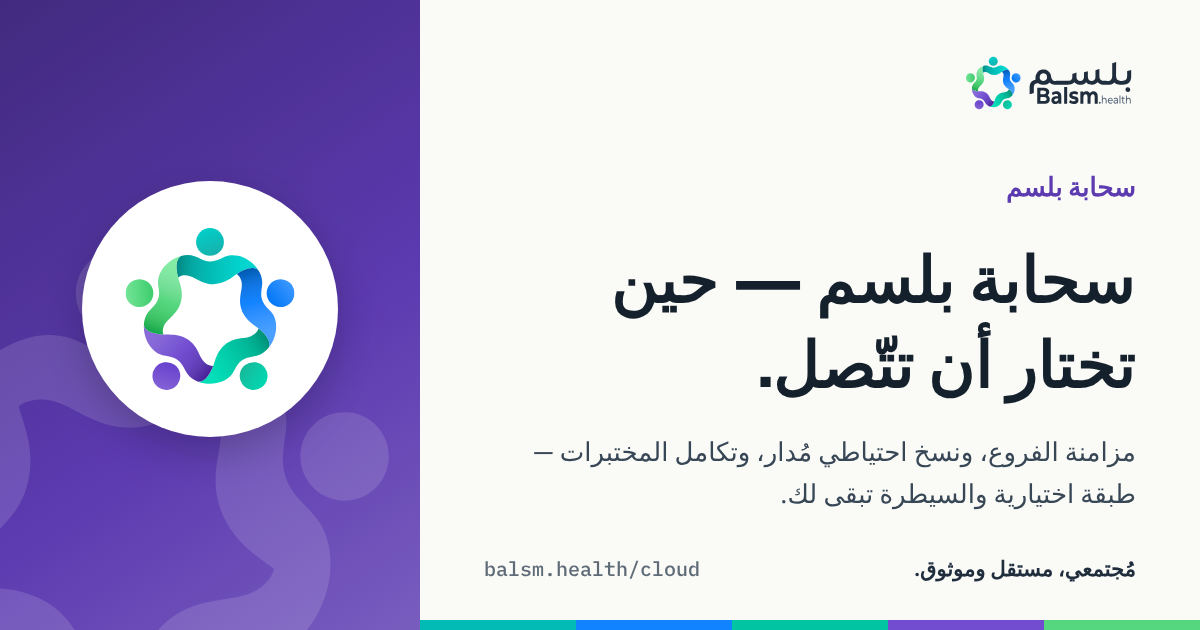 بلسم
Balsm.health
سحابة بلسم
سحابة بلسم — حين
تختار أن تتّصل.
مزامنة الفروع، ونسخ احتياطي مُدار، وتكامل المختبرات —
طبقة اختيارية والسيطرة تبقى لك.
مُجتمعي، مستقل وموثوق.
balsm.health/cloud